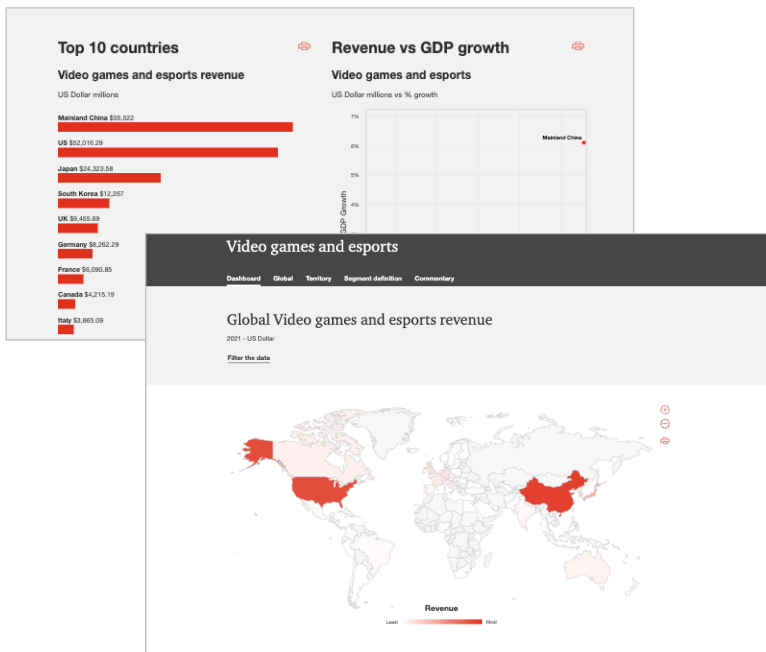 Top 10 countries
Video games and esports revenue
US Dollar millions
Mainland China $55,522
US $52,016.29
Japan $24,323.58
South Korea $12,267
UK $9,455.69
Germany $8,262.29
France $6,090.85
Canada $4,215.19
Italy $3,865.09
Revenue vs GDP growth
Video games and esports
US Dollar millions vs % growth
7%
Mainland China
6%
5%
4%
GDP Growth
Video games and esports
Dashboard Global Territory Segment definition Commentary
Global Video games and esports revenue
2021 - US Dollar
Filter the data
Revenue
Least Most